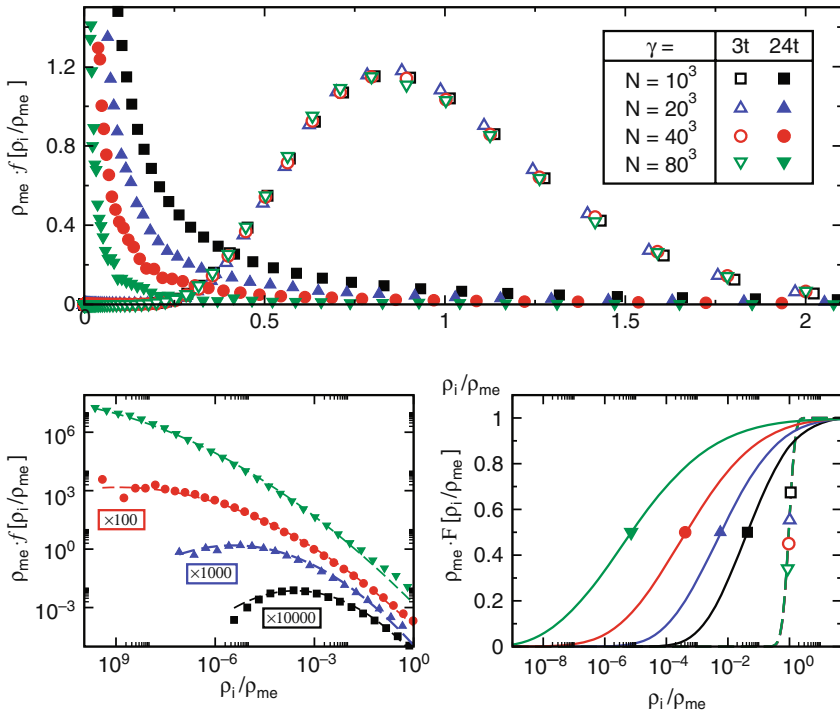 ρme·f [ρi/ρme]
1.2
0.8
0.4
0
0
0.5
1
1.5
2
ρi/ρme
γ = 3t 24t
N = 10³
N = 20³
N = 40³
N = 80³
ρme·f [ρi/ρme]
10⁶
10³
10⁰
10⁻³
×100
×1000
×10000
10⁹
10⁻⁶
10⁻³
10⁰
ρi/ρme
ρme·F [ρi/ρme]
1
0.8
0.6
0.4
0.2
0
10⁻⁸
10⁻⁶
10⁻⁴
10⁻²
10⁰
ρi/ρme